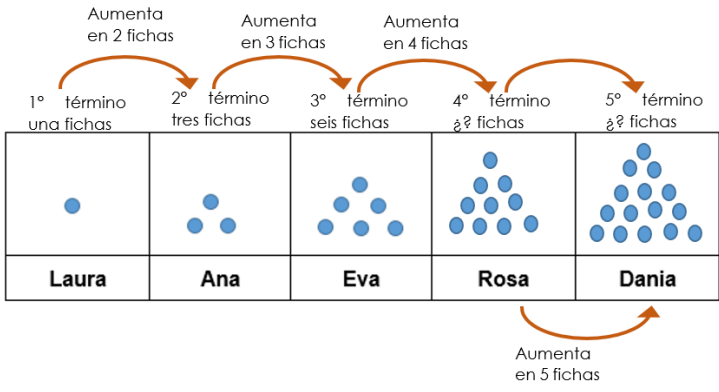 Aumenta
en 2 fichas
Aumenta
en 3 fichas
Aumenta
en 4 fichas
1° término
una fichas
2° término
tres fichas
3° término
seis fichas
4° término
¿? fichas
5° término
¿? fichas
Laura
Ana
Eva
Rosa
Dania
Aumenta
en 5 fichas